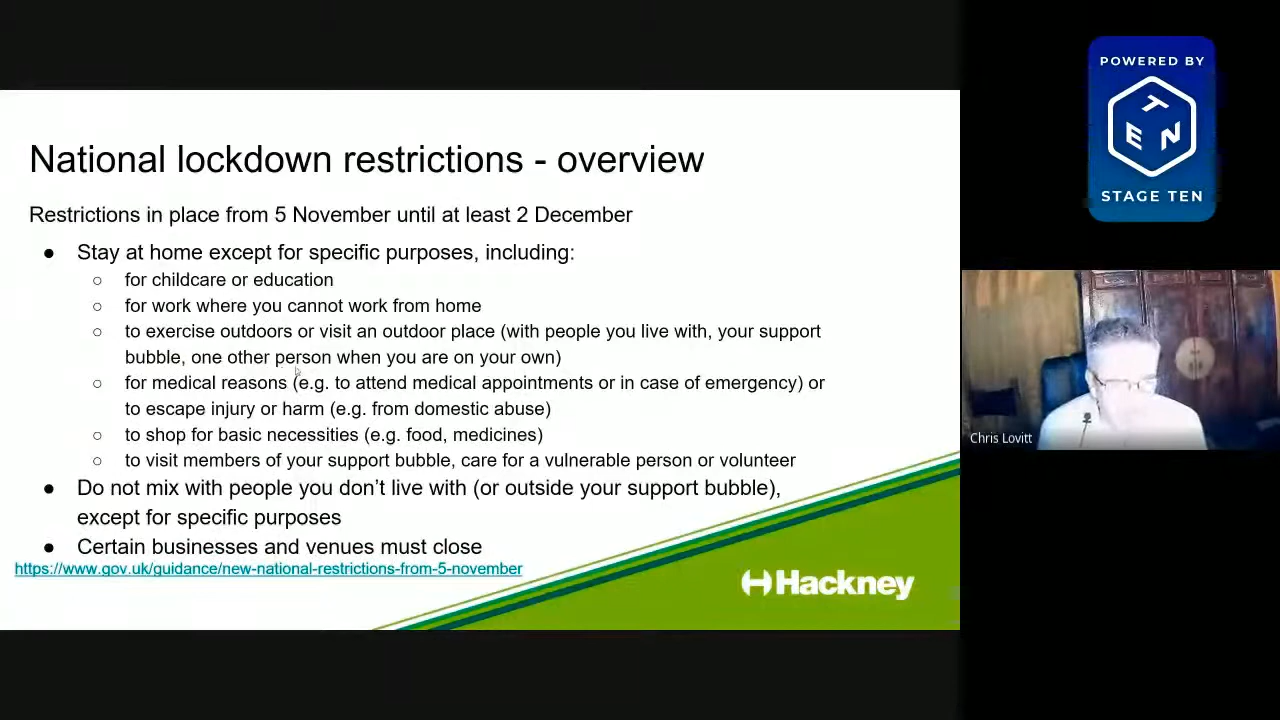 National lockdown restrictions - overview
Restrictions in place from 5 November until at least 2 December
● Stay at home except for specific purposes, including:
○ for childcare or education
○ for work where you cannot work from home
○ to exercise outdoors or visit an outdoor place (with people you live with, your support
bubble, one other person when you are on your own)
○ for medical reasons (e.g. to attend medical appointments or in case of emergency) or
to escape injury or harm (e.g. from domestic abuse)
○ to shop for basic necessities (e.g. food, medicines)
○ to visit members of your support bubble, care for a vulnerable person or volunteer
● Do not mix with people you don’t live with (or outside your support bubble),
except for specific purposes
● Certain businesses and venues must close
https://www.gov.uk/guidance/new-national-restrictions-from-5-november
Hackney
POWERED BY
TEN
STAGE TEN
Chris Lovitt